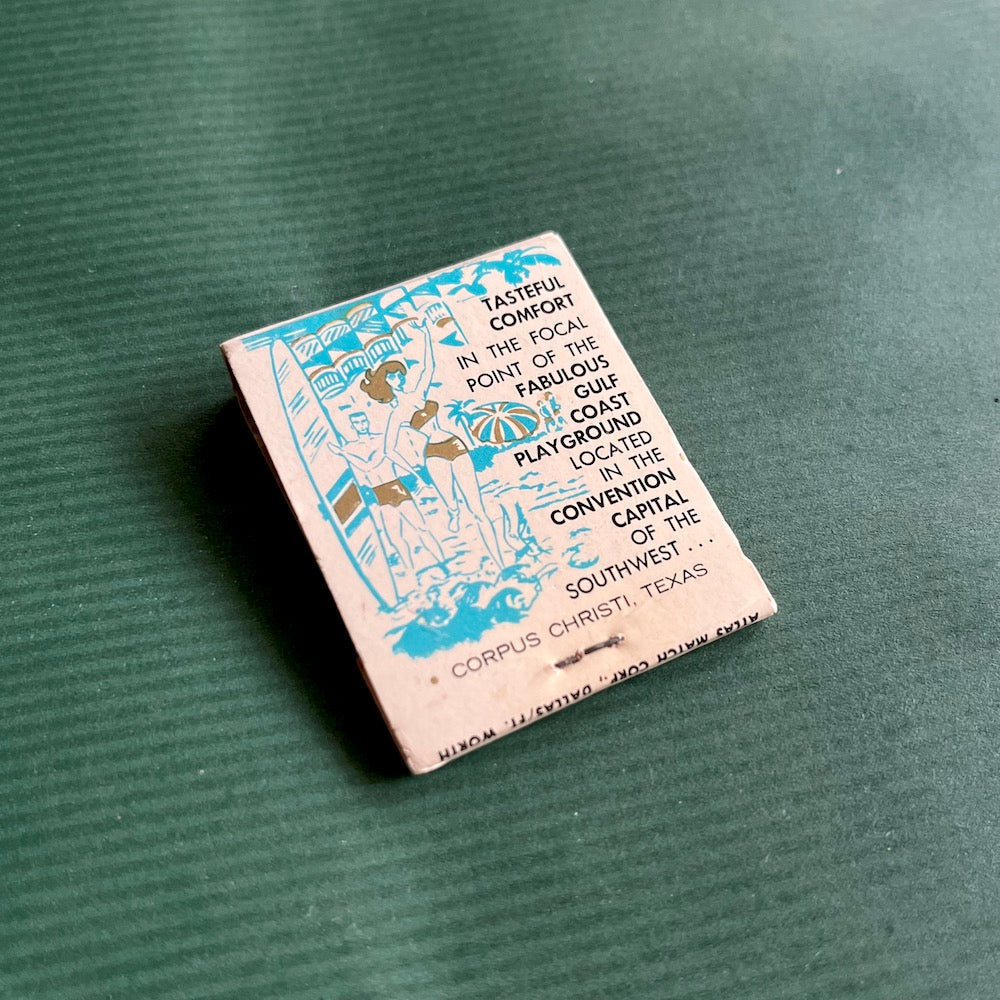 TASTEFUL
COMFORT
IN THE FOCAL
POINT OF THE
FABULOUS
GULF
COAST
PLAYGROUND
LOCATED
IN THE
CONVENTION
CAPITAL
OF THE
SOUTHWEST...
CORPUS CHRISTI, TEXAS
ATLAS MATCH CORP., DALLAS/FT. WORTH